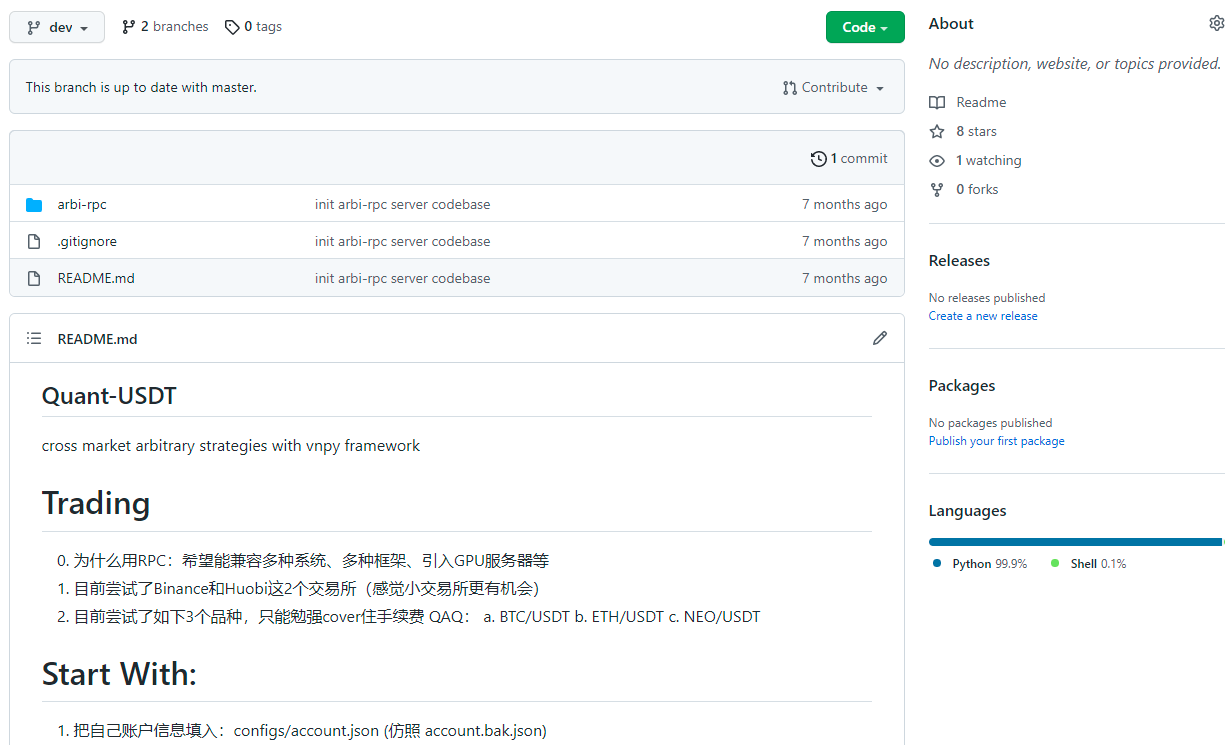 dev
2 branches
0 tags
Code
This branch is up to date with master.
Contribute
1 commit
arbi-rpc init arbi-rpc server codebase 7 months ago
.gitignore init arbi-rpc server codebase 7 months ago
README.md init arbi-rpc server codebase 7 months ago
README.md
Quant-USDT
cross market arbitrary strategies with vnpy framework
Trading
0. 为什么用RPC：希望能兼容多种系统、多种框架、引入GPU服务器等
1. 目前尝试了Binance和Huobi这2个交易所（感觉小交易所更有机会）
2. 目前尝试了如下3个品种，只能勉强cover住手续费 QAQ： a. BTC/USDT b. ETH/USDT c. NEO/USDT
Start With:
1. 把自己账户信息填入：configs/account.json (仿照 account.bak.json)
About
No description, website, or topics provided.
Readme
8 stars
1 watching
0 forks
Releases
No releases published
Create a new release
Packages
No packages published
Publish your first package
Languages
Python 99.9%
Shell 0.1%